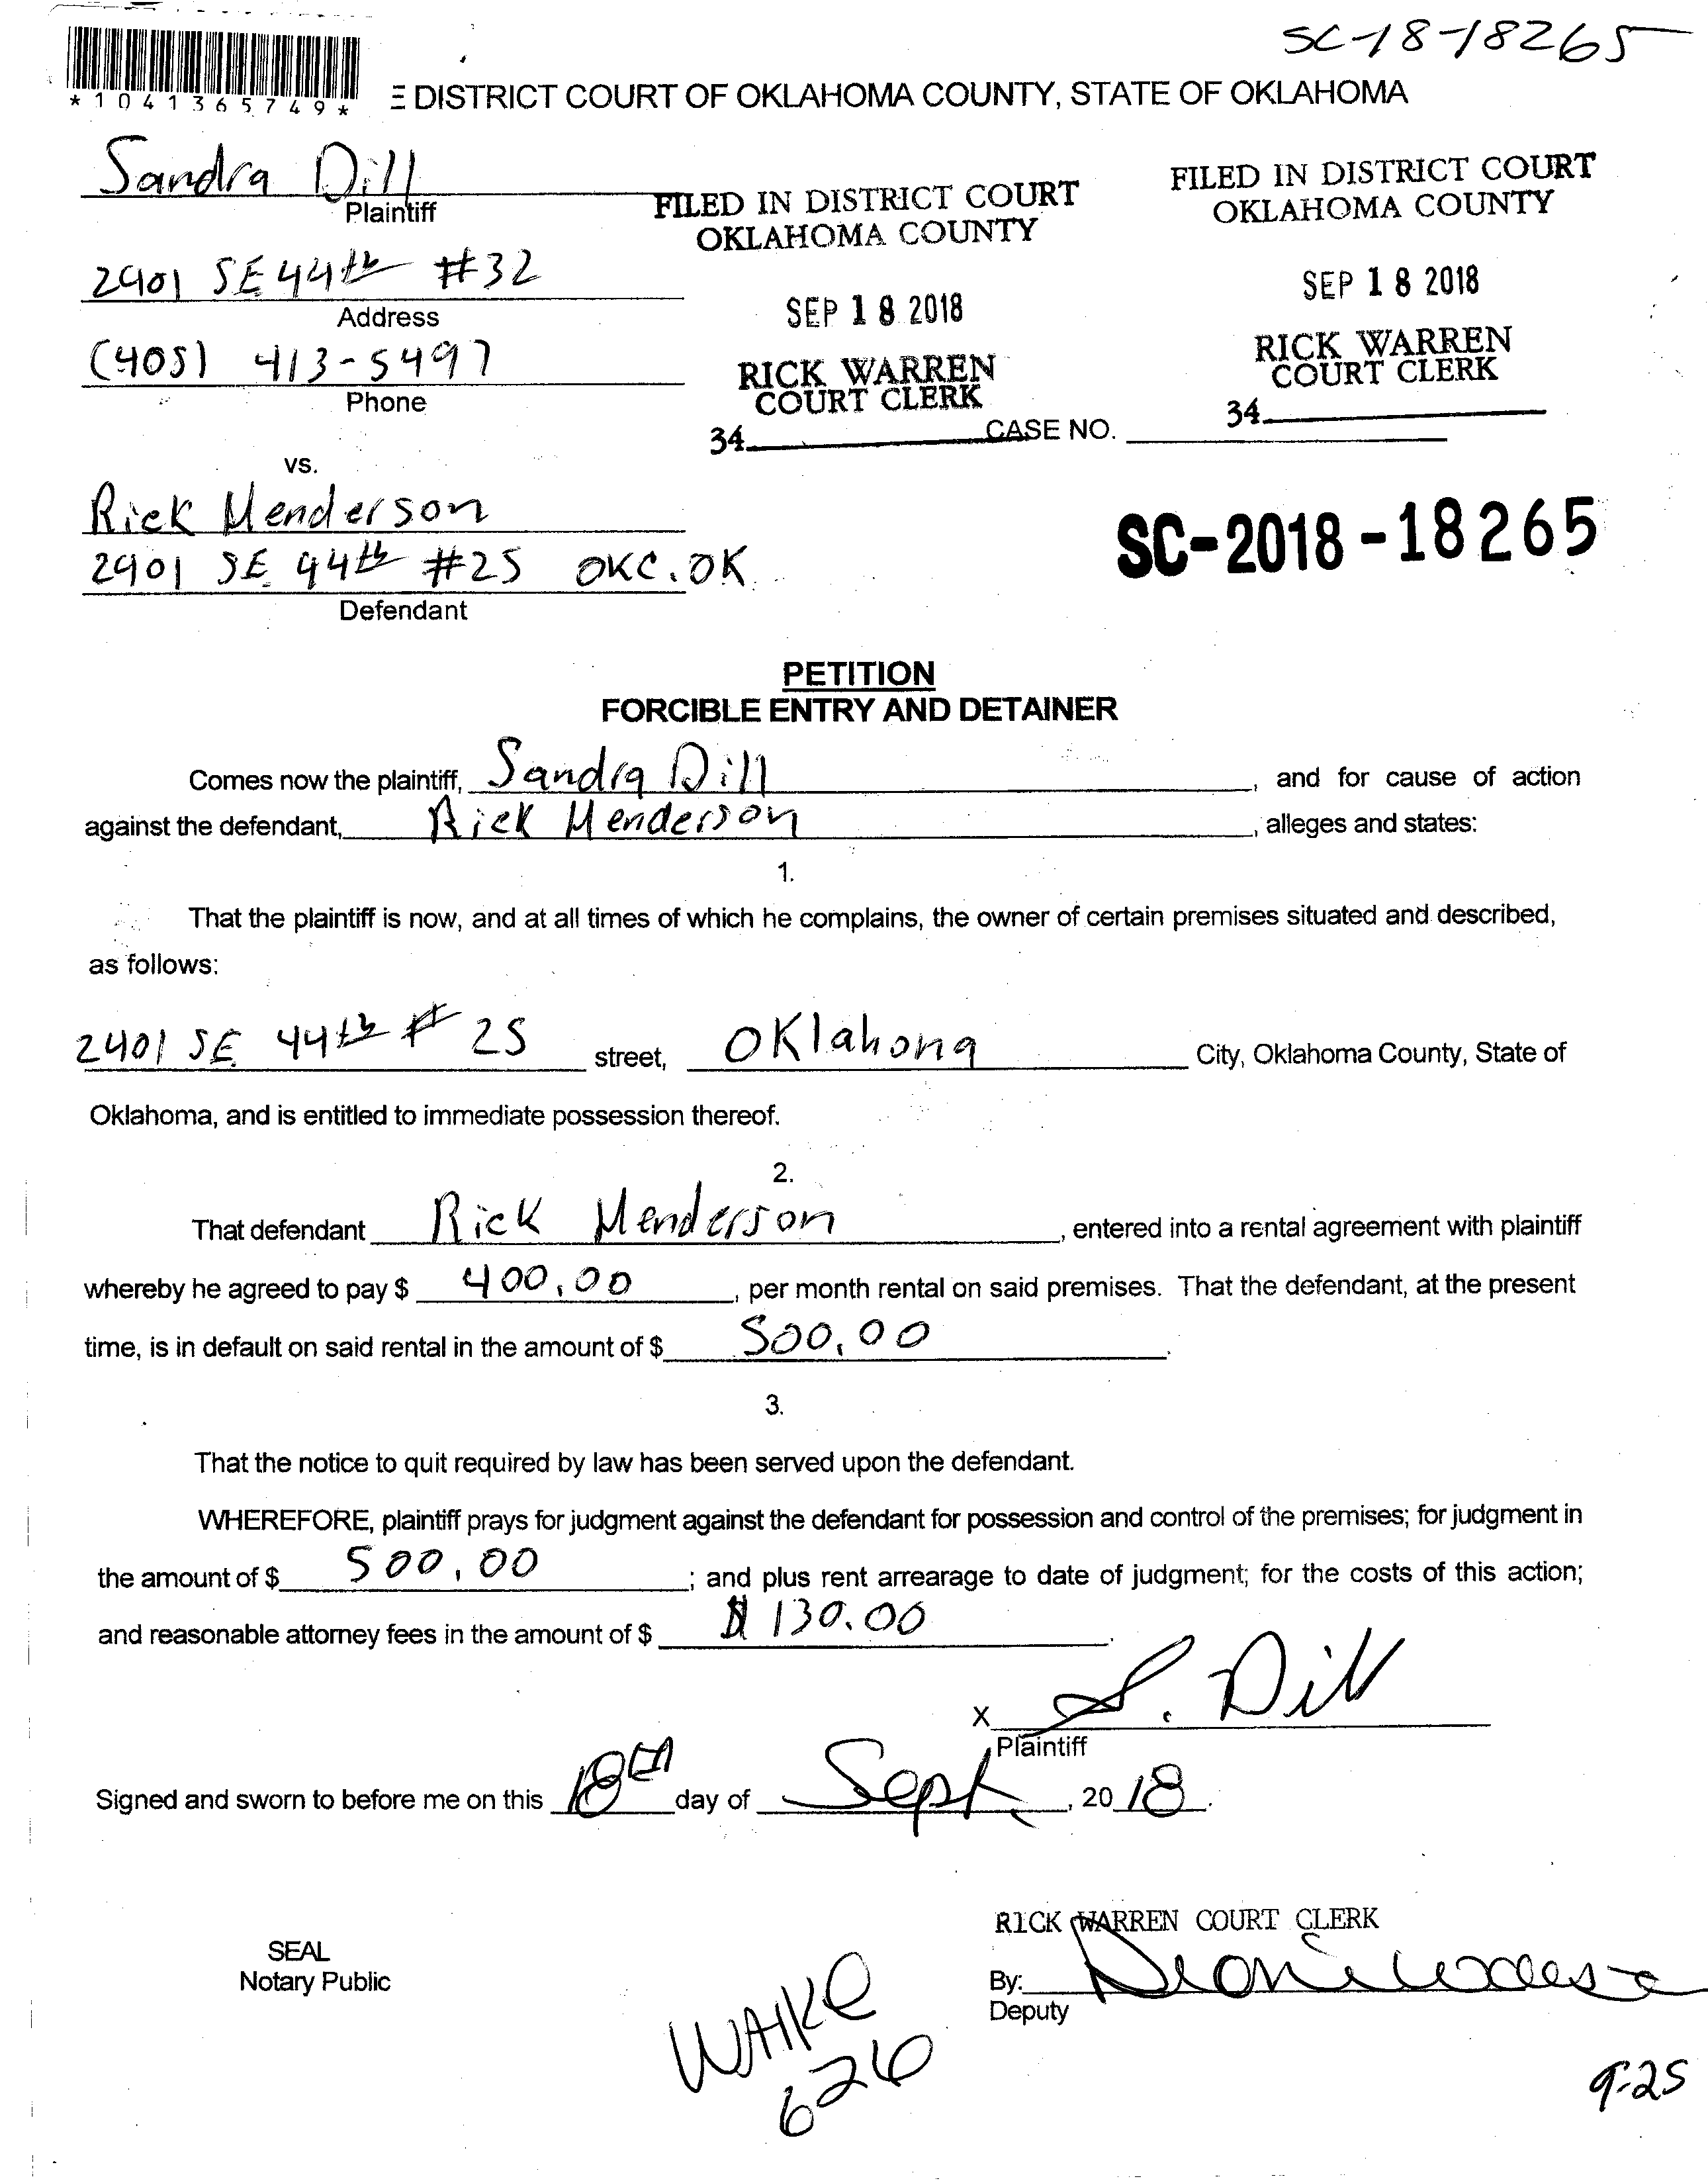 SC-18-18265
*1041365749*
E DISTRICT COURT OF OKLAHOMA COUNTY, STATE OF OKLAHOMA
Sandra Dill
Plaintiff
FILED IN DISTRICT COURT
OKLAHOMA COUNTY
SEP 18 2018
RICK WARREN
COURT CLERK
34
FILED IN DISTRICT COURT
OKLAHOMA COUNTY
SEP 18 2018
RICK WARREN
COURT CLERK
34
2401 SE 44th #32
Address
(405) 413-5497
Phone
CASE NO.
vs.
Rick Henderson
2401 SE 44th #25 OKC. OK
Defendant
SC-2018-18265
PETITION
FORCIBLE ENTRY AND DETAINER
Comes now the plaintiff, Sandra Dill, and for cause of action
against the defendant, Rick Henderson, alleges and states:
1.
That the plaintiff is now, and at all times of which he complains, the owner of certain premises situated and described,
as follows:
2401 SE 44th # 25 street, Oklahoma City, Oklahoma County, State of
Oklahoma, and is entitled to immediate possession thereof.
2.
That defendant Rick Henderson, entered into a rental agreement with plaintiff
whereby he agreed to pay $ 400.00, per month rental on said premises. That the defendant, at the present
time, is in default on said rental in the amount of $ 500.00.
3.
That the notice to quit required by law has been served upon the defendant.
WHEREFORE, plaintiff prays for judgment against the defendant for possession and control of the premises; for judgment in
the amount of $ 500.00; and plus rent arrearage to date of judgment; for the costs of this action;
and reasonable attorney fees in the amount of $ $ 130.00.
X S. Dill
Plaintiff
Signed and sworn to before me on this 18th day of Sept, 20 18.
RICK WARREN COURT CLERK
SEAL
Notary Public
By:
Deputy
WAIKE
626
9-25